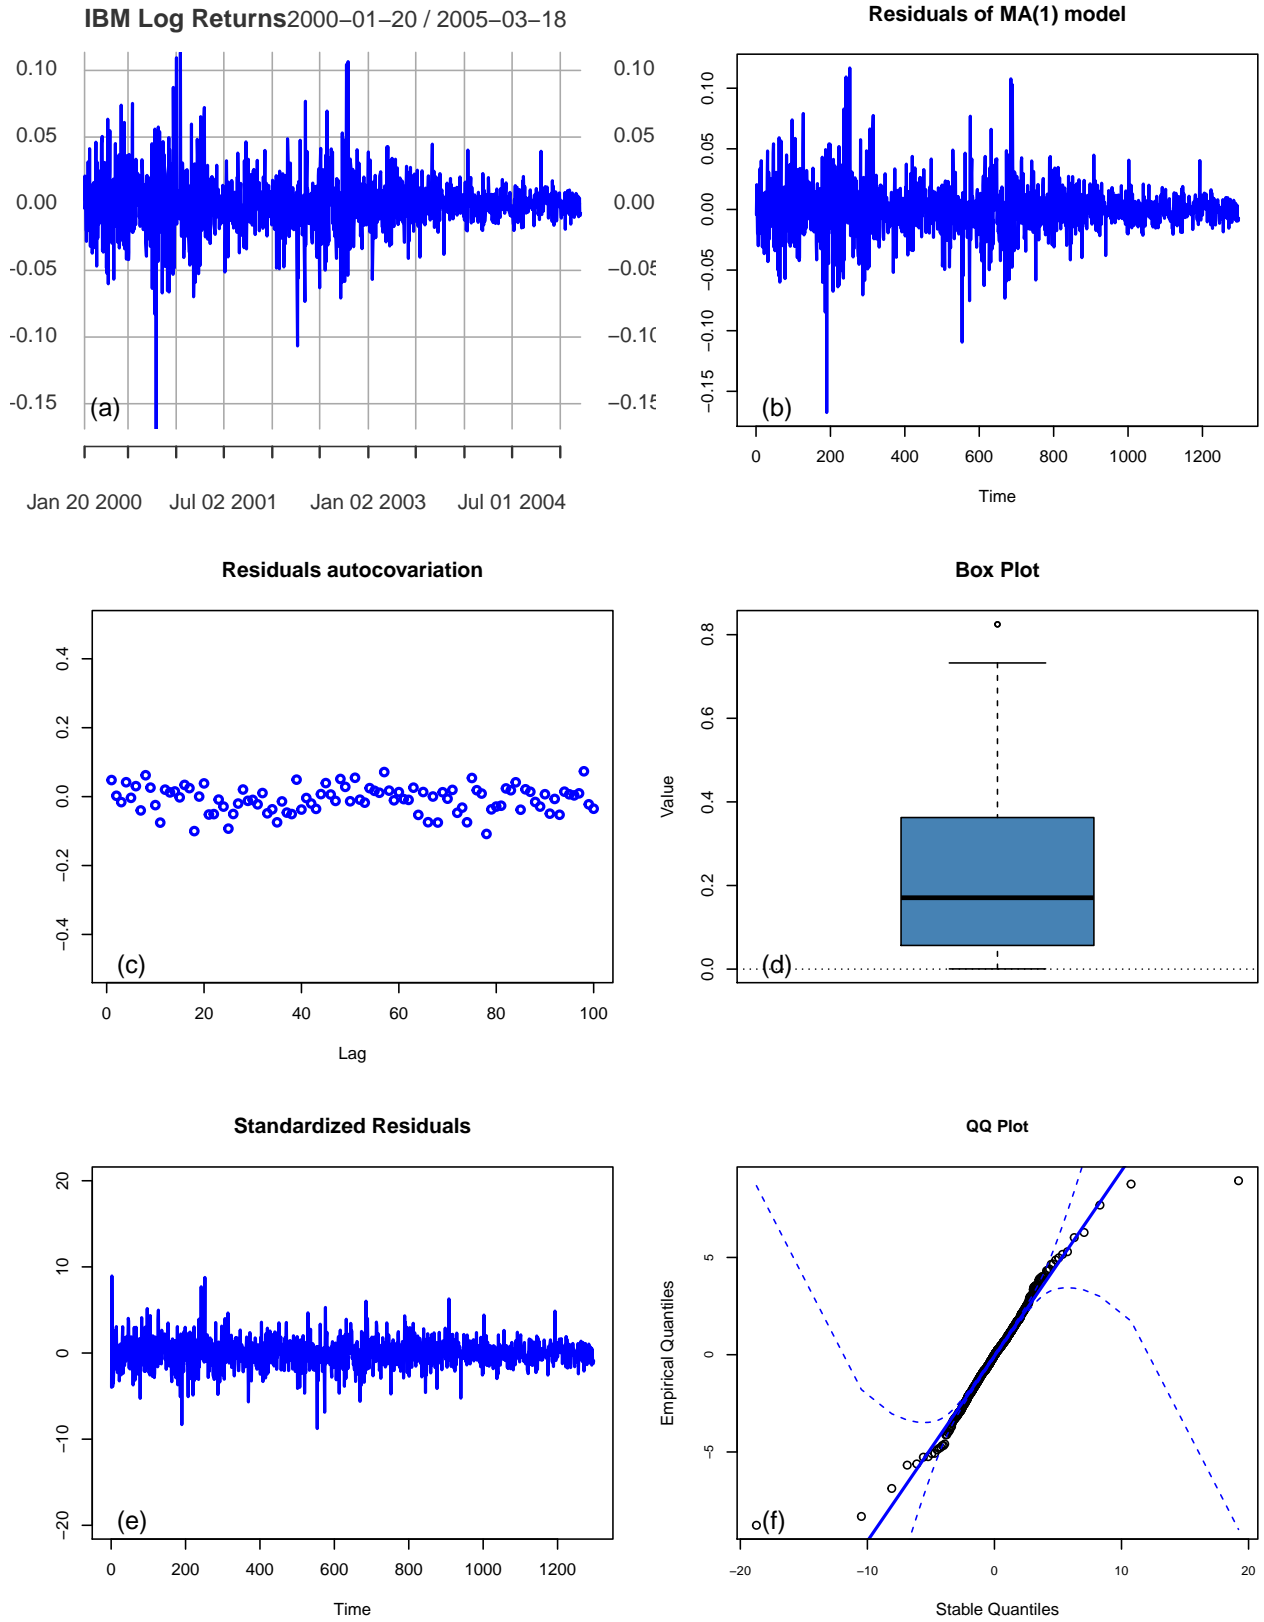 IBM Log Returns2000−01−20 / 2005−03−18
0.10 0.10
0.05 0.05
0.00 0.00
-0.05 −0.05
-0.10 −0.10
-0.15 −0.15
(a)
Jan 20 2000 Jul 02 2001 Jan 02 2003 Jul 01 2004
Residuals of MA(1) model
0.10
0.05
0.00
−0.05
−0.10
−0.15
(b)
0 200 400 600 800 1000 1200
Time
Residuals autocovariation
0.4
0.2
0.0
−0.2
−0.4
(c)
0 20 40 60 80 100
Lag
Box Plot
Value
0.8
0.6
0.4
0.2
0.0
(d)
Standardized Residuals
20
10
0
−10
−20
(e)
0 200 400 600 800 1000 1200
Time
QQ Plot
Empirical Quantiles
5
0
−5
(f)
−20 −10 0 10 20
Stable Quantiles